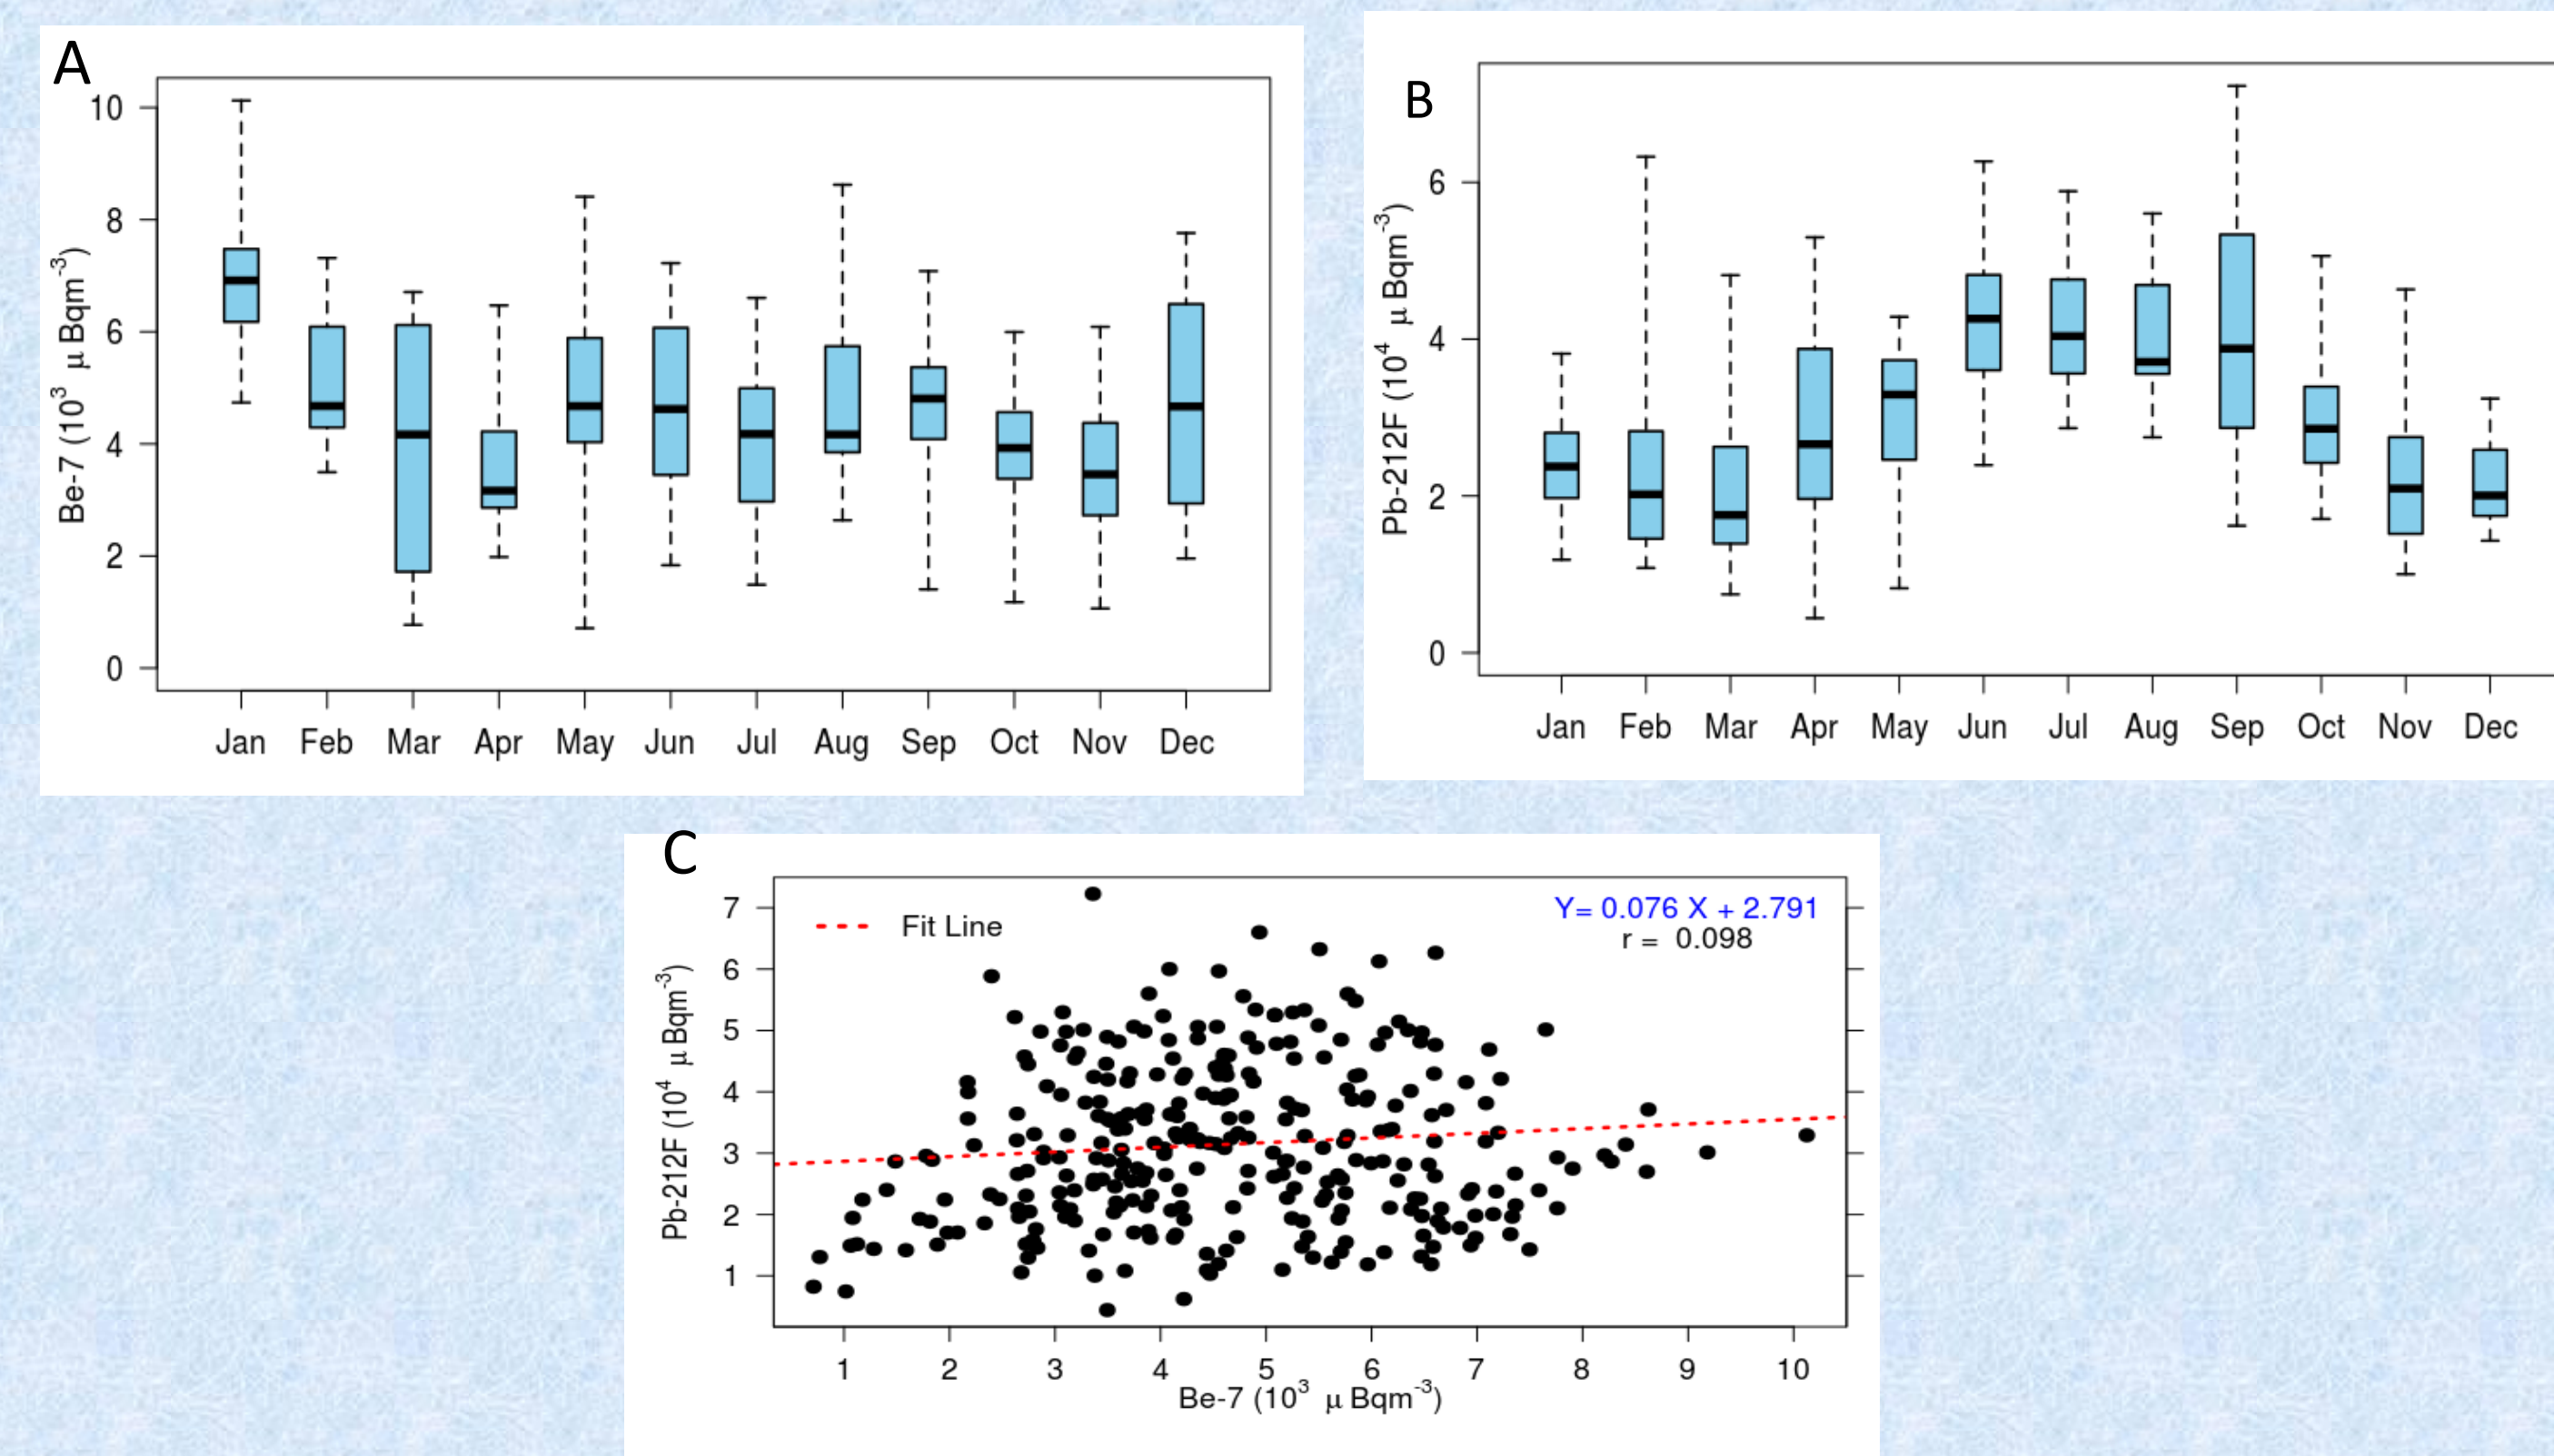 A
10
8
6
4
2
0
Be-7 (10³ μ Bqm⁻³)
Jan Feb Mar Apr May Jun Jul Aug Sep Oct Nov Dec
B
6
4
2
0
Pb-212F (10⁴ μ Bqm⁻³)
Jan Feb Mar Apr May Jun Jul Aug Sep Oct Nov Dec
C
7
6
5
4
3
2
1
Pb-212F (10⁴ μ Bqm⁻³)
Fit Line
Y= 0.076 X + 2.791
r = 0.098
1 2 3 4 5 6 7 8 9 10
Be-7 (10³ μ Bqm⁻³)